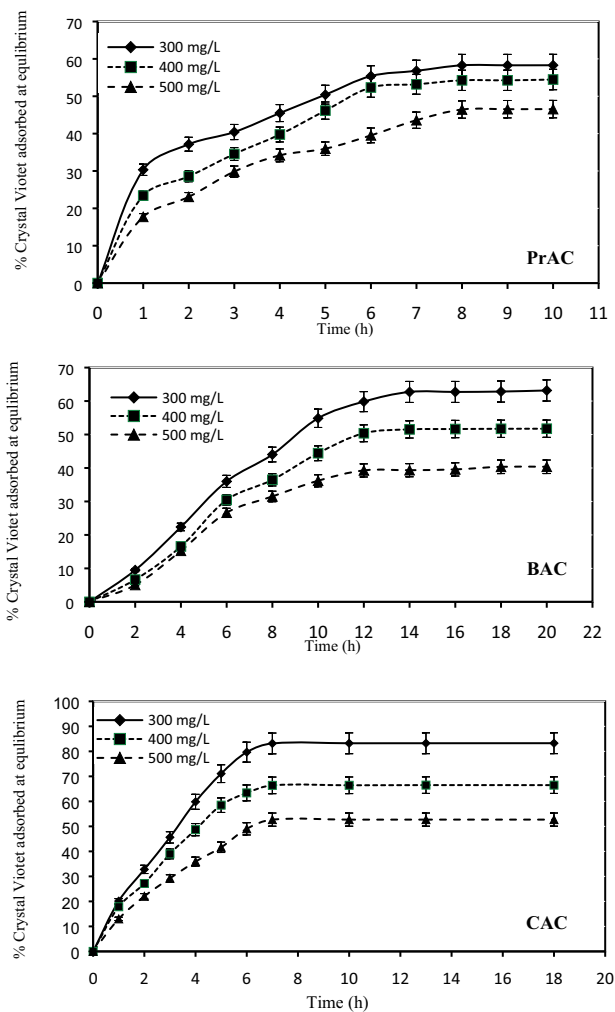 % Crystal Viotet adsorbed at equlibrium
70
60
50
40
30
20
10
0
300 mg/L
400 mg/L
500 mg/L
PrAC
0 1 2 3 4 5 6 7 8 9 10 11
Time (h)
% Crystal Viotet adsorbed at equlibrium
70
60
50
40
30
20
10
0
300 mg/L
400 mg/L
500 mg/L
BAC
0 2 4 6 8 10 12 14 16 18 20 22
Time (h)
% Crystal Viotet adsorbed at equlibrium
100
90
80
70
60
50
40
30
20
10
0
300 mg/L
400 mg/L
500 mg/L
CAC
0 2 4 6 8 10 12 14 16 18 20
Time (h)